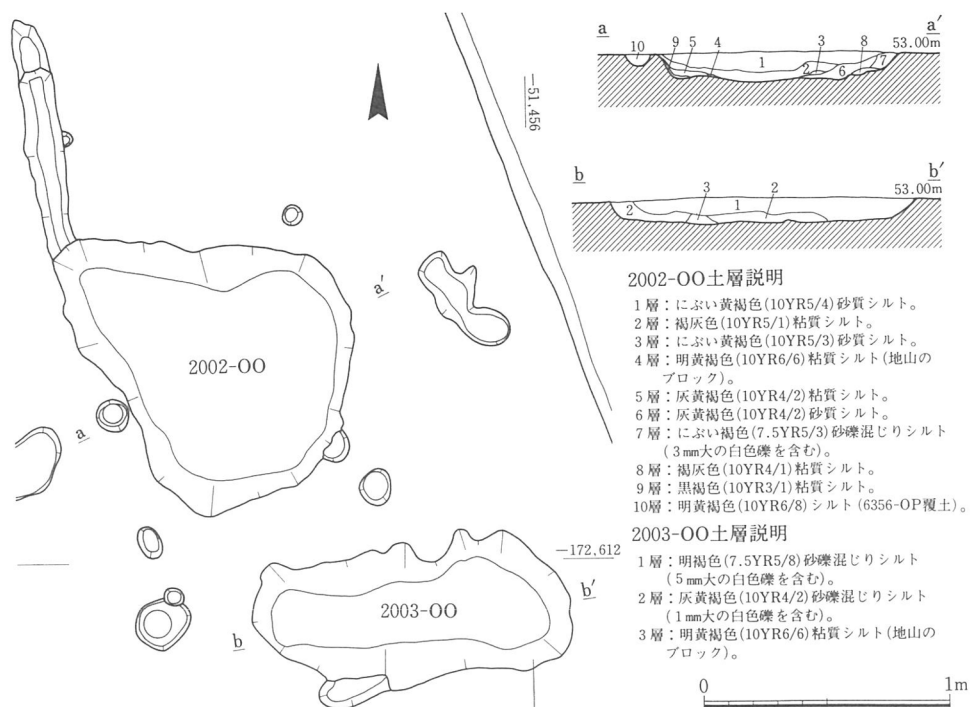 a
a′
10
9
5
4
3
8
53.00m
1
2
6
7
b
b′
3
2
53.00m
1
2
−51,456
a′
2002-OO
a
−172,612
2003-OO
b′
b
2002-OO土層説明
1層：にぶい黄褐色(10YR5/4)砂質シルト。
2層：褐灰色(10YR5/1)粘質シルト。
3層：にぶい黄褐色(10YR5/3)砂質シルト。
4層：明黄褐色(10YR6/6)粘質シルト(地山の
ブロック)。
5層：灰黄褐色(10YR4/2)粘質シルト。
6層：灰黄褐色(10YR4/2)砂質シルト。
7層：にぶい褐色(7.5YR5/3)砂礫混じりシルト
(3㎜大の白色礫を含む)。
8層：褐灰色(10YR4/1)粘質シルト。
9層：黒褐色(10YR3/1)粘質シルト。
10層：明黄褐色(10YR6/8)シルト(6356-OP覆土)。
2003-OO土層説明
1層：明褐色(7.5YR5/8)砂礫混じりシルト
(5㎜大の白色礫を含む)。
2層：灰黄褐色(10YR4/2)砂礫混じりシルト
(1㎜大の白色礫を含む)。
3層：明黄褐色(10YR6/6)粘質シルト(地山の
ブロック)。
0
1m